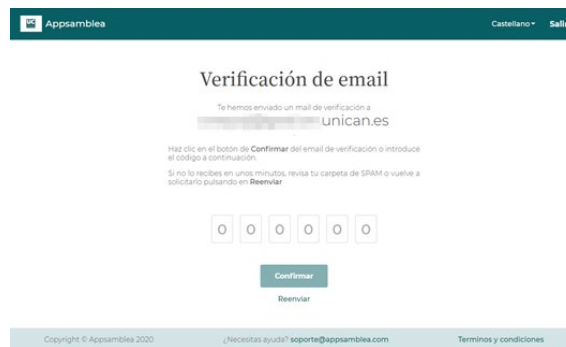 UC Appsamblea Castellano Sali
Verificación de email
Te hemos enviado un mail de verificación a
unican.es
Haz clic en el botón de Confirmar del email de verificación o introduce
el código a continuación.
Si no lo recibes en unos minutos, revisa tu carpeta de SPAM o vuelve a
solicitarlo pulsando en Reenviar
0 0 0 0 0 0
Confirmar
Reenviar
Copyright © Appsamblea 2020 ¿Necesitas ayuda? soporte@appsamblea.com Terminos y condiciones